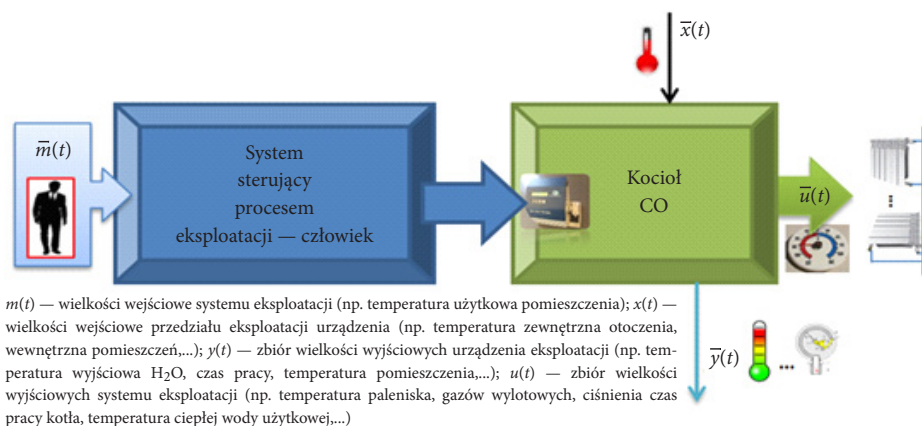 x̅(t)
m̅(t)
System
sterujący
procesem
eksploatacji — człowiek
Kocioł
CO
u̅(t)
y̅(t)
...
m(t) — wielkości wejściowe systemu eksploatacji (np. temperatura użytkowa pomieszczenia); x(t) —
wielkości wejściowe przedziału eksploatacji urządzenia (np. temperatura zewnętrzna otoczenia,
wewnętrzna pomieszczeń,...); y(t) — zbiór wielkości wyjściowych urządzenia eksploatacji (np. tem-
peratura wyjściowa H₂O, czas pracy, temperatura pomieszczenia,...); u(t) — zbiór wielkości
wyjściowych systemu eksploatacji (np. temperatura paleniska, gazów wylotowych, ciśnienia czas
pracy kotła, temperatura ciepłej wody użytkowej,...)